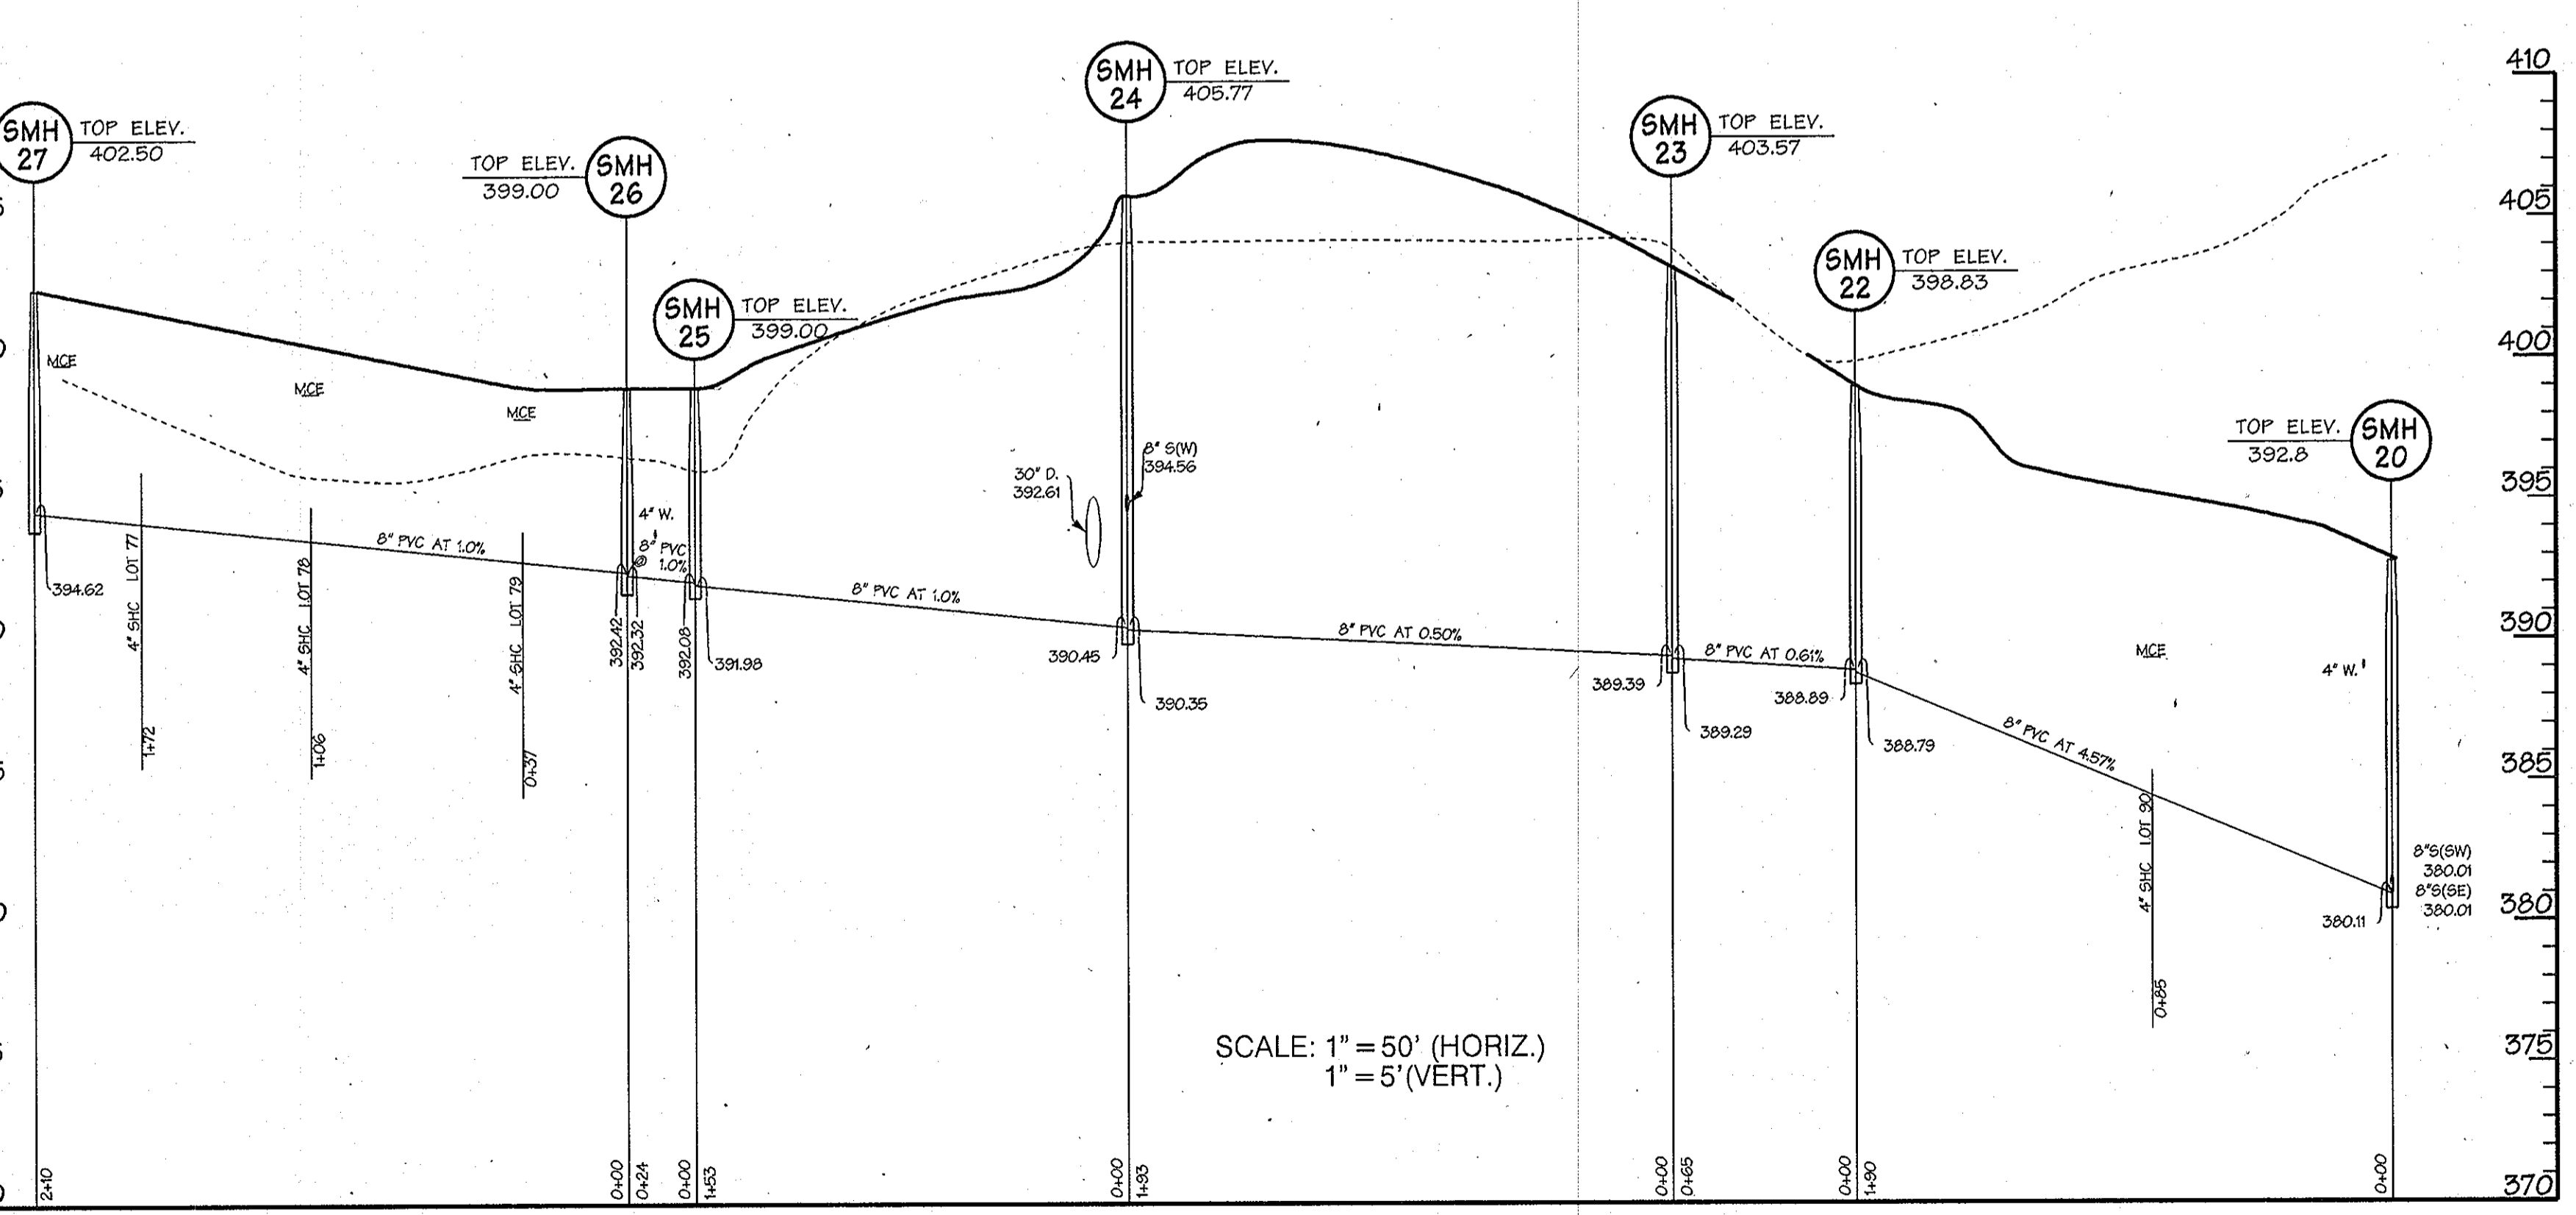 SMH
27
TOP ELEV.
402.50
TOP ELEV.
399.00
SMH
26
SMH
25
TOP ELEV.
399.00
SMH
24
TOP ELEV.
405.77
SMH
23
TOP ELEV.
403.57
SMH
22
TOP ELEV.
398.83
TOP ELEV.
392.8
SMH
20
410
405
400
395
390
385
380
375
370
MCE
MCE
MCE
MCE
394.62
4" SHC LOT 77
1+72
4" SHC LOT 78
1+06
4" SHC LOT 79
0+37
8" PVC AT 1.0%
4" W.
8" PVC
@ 1.0%
392.42
392.32
392.08
391.98
8" PVC AT 1.0%
30" D.
392.61
8" S(W)
394.56
390.45
390.35
8" PVC AT 0.50%
389.39
389.29
8" PVC AT 0.61%
388.89
388.79
8" PVC AT 4.57%
4" SHC LOT 90
0+85
4" W.
380.11
8"S(SW)
380.01
8"S(SE)
380.01
SCALE: 1" = 50' (HORIZ.)
1" = 5'(VERT.)
2+10
0+00
0+24
0+00
1+53
0+00
1+93
0+00
0+65
0+00
1+90
0+00